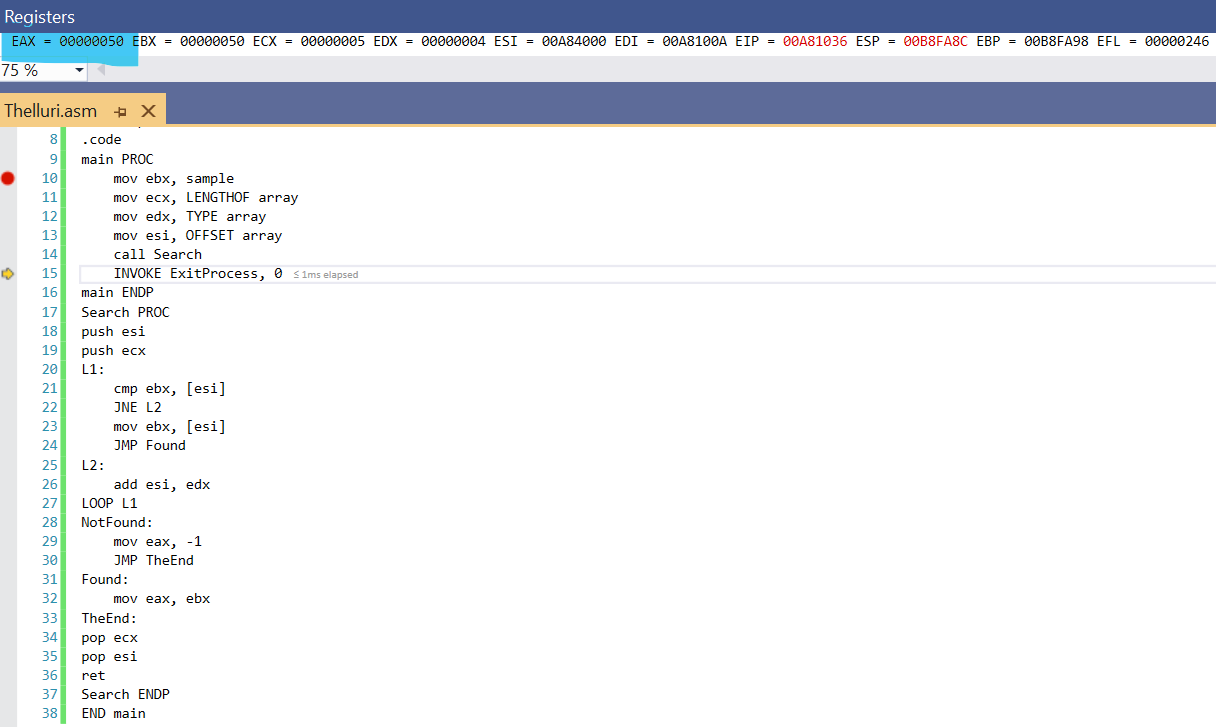 Registers
EAX = 00000050 EBX = 00000050 ECX = 00000005 EDX = 00000004 ESI = 00A84000 EDI = 00A8100A EIP = 00A81036 ESP = 00B8FA8C EBP = 00B8FA98 EFL = 00000246
75 %
Thelluri.asm
8 .code
9 main PROC
10     mov ebx, sample
11     mov ecx, LENGTHOF array
12     mov edx, TYPE array
13     mov esi, OFFSET array
14     call Search
15     INVOKE ExitProcess, 0 ≤ 1ms elapsed
16 main ENDP
17 Search PROC
18 push esi
19 push ecx
20 L1:
21     cmp ebx, [esi]
22     JNE L2
23     mov ebx, [esi]
24     JMP Found
25 L2:
26     add esi, edx
27 LOOP L1
28 NotFound:
29     mov eax, -1
30     JMP TheEnd
31 Found:
32     mov eax, ebx
33 TheEnd:
34 pop ecx
35 pop esi
36 ret
37 Search ENDP
38 END main